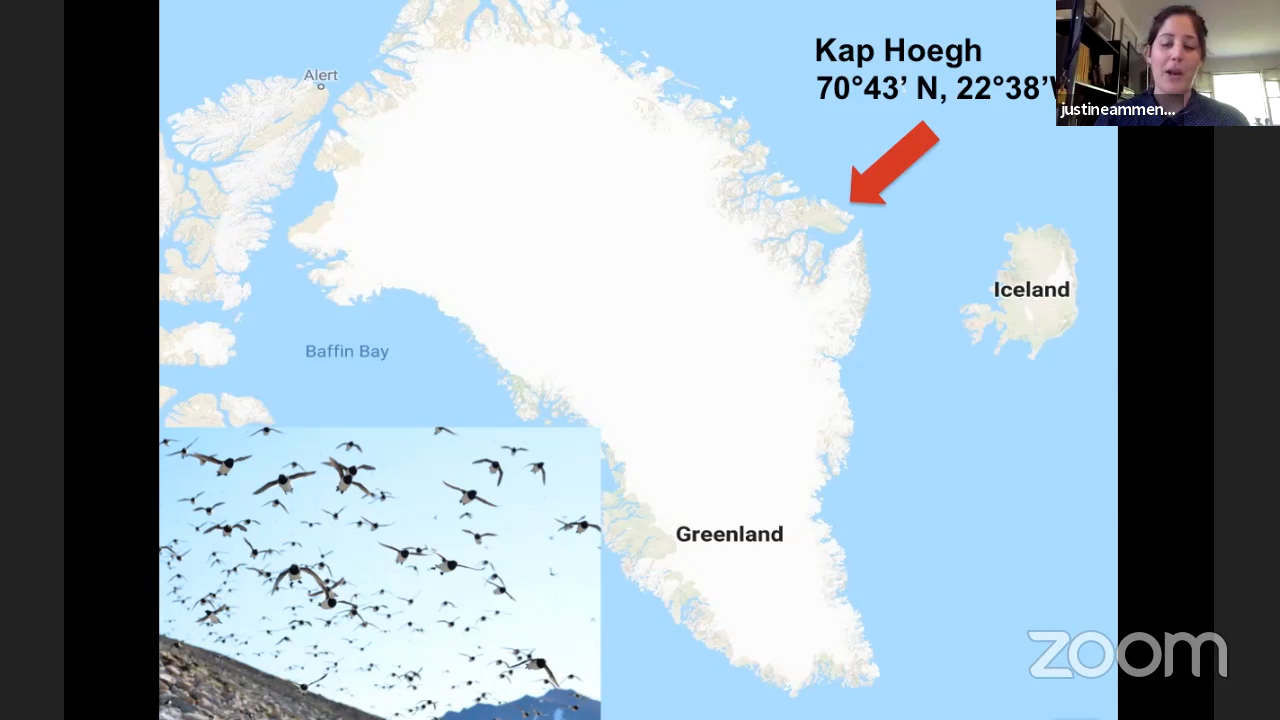 Kap Hoegh
70°43’ N, 22°38’
justineammen...
Alert
Iceland
Baffin Bay
Greenland
zoom